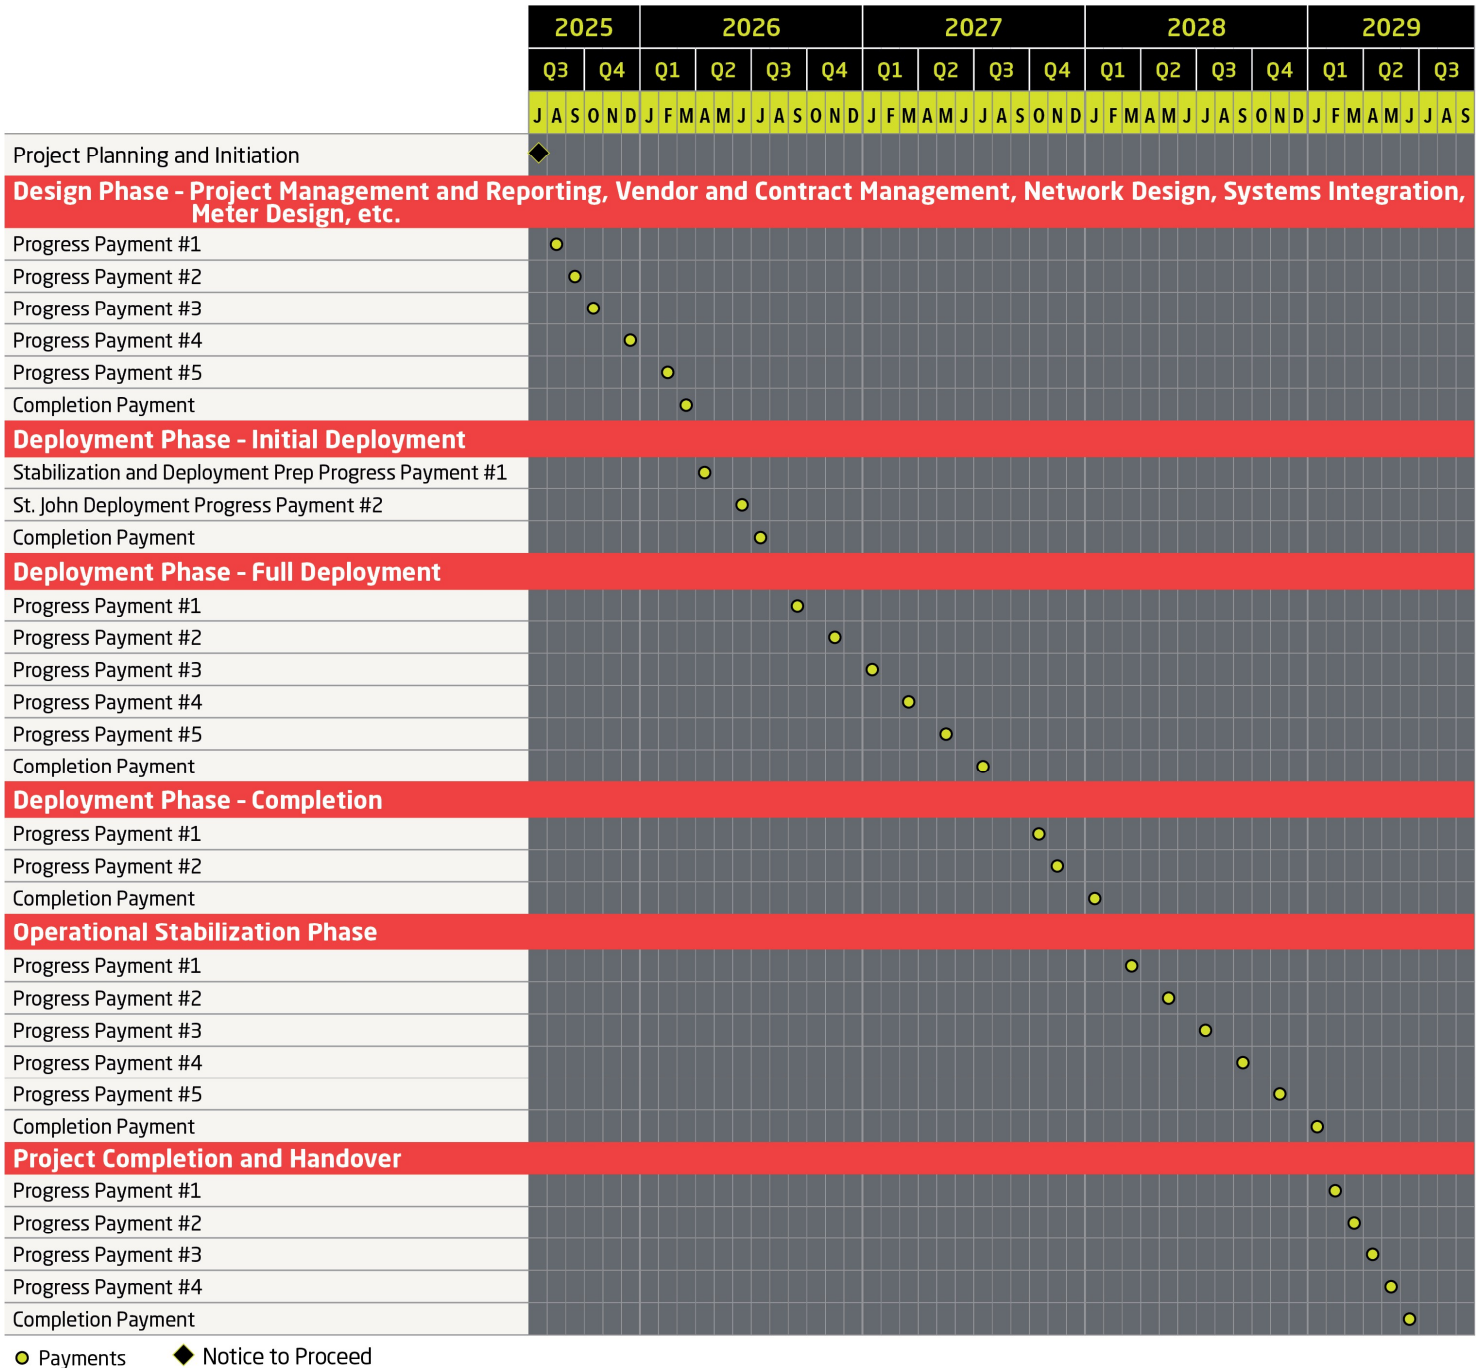 2025 2026 2027 2028 2029
Q3 Q4 Q1 Q2 Q3 Q4 Q1 Q2 Q3 Q4 Q1 Q2 Q3 Q4 Q1 Q2 Q3
J A S O N D J F M A M J J A S O N D J F M A M J J A S O N D J F M A M J J A S O N D J F M A M J J A S
Project Planning and Initiation
Design Phase - Project Management and Reporting, Vendor and Contract Management, Network Design, Systems Integration,
Meter Design, etc.
Progress Payment #1
Progress Payment #2
Progress Payment #3
Progress Payment #4
Progress Payment #5
Completion Payment
Deployment Phase - Initial Deployment
Stabilization and Deployment Prep Progress Payment #1
St. John Deployment Progress Payment #2
Completion Payment
Deployment Phase - Full Deployment
Progress Payment #1
Progress Payment #2
Progress Payment #3
Progress Payment #4
Progress Payment #5
Completion Payment
Deployment Phase - Completion
Progress Payment #1
Progress Payment #2
Completion Payment
Operational Stabilization Phase
Progress Payment #1
Progress Payment #2
Progress Payment #3
Progress Payment #4
Progress Payment #5
Completion Payment
Project Completion and Handover
Progress Payment #1
Progress Payment #2
Progress Payment #3
Progress Payment #4
Completion Payment
Payments Notice to Proceed